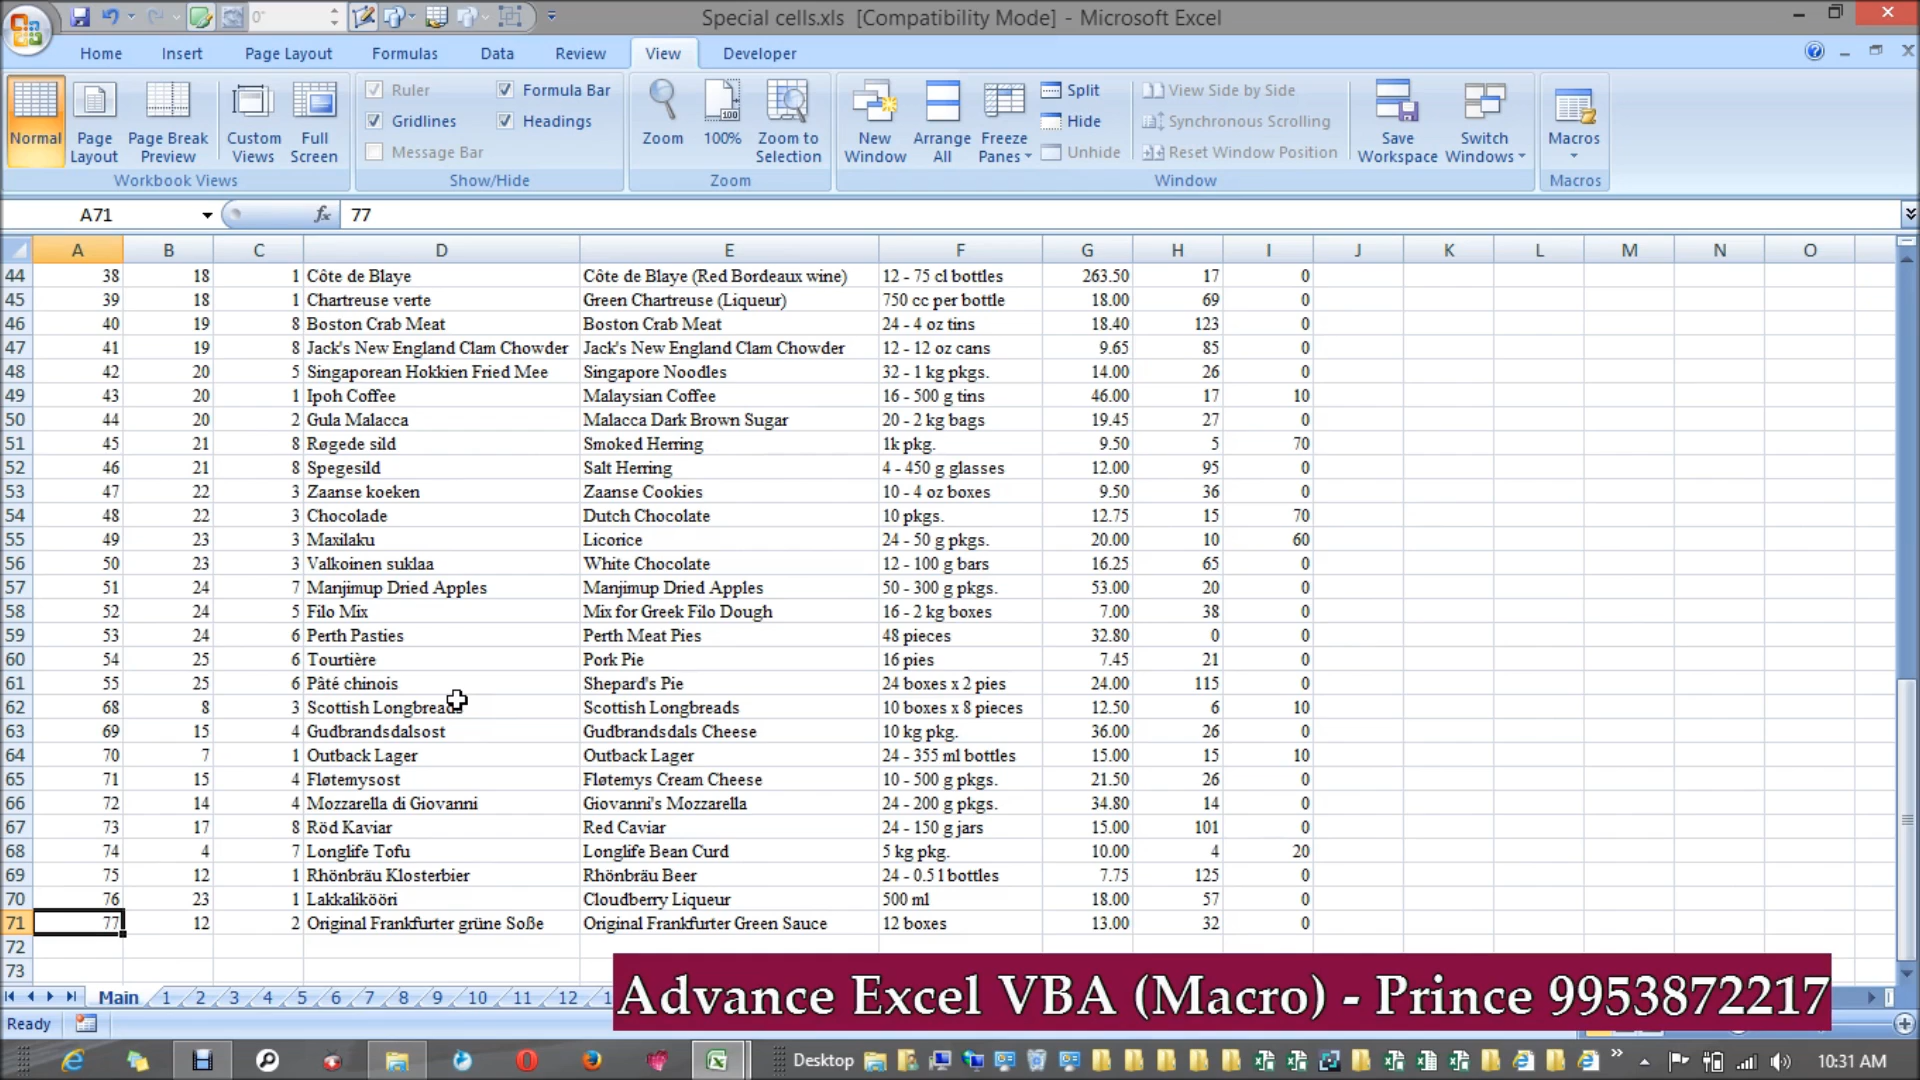 Special cells.xls [Compatibility Mode] - Microsoft Excel
Home Insert Page Layout Formulas Data Review View Developer
Normal Page Layout Page Break Preview Custom Views Full Screen
Workbook Views
Ruler Formula Bar
Gridlines Headings
Message Bar
Show/Hide
Zoom 100% Zoom to Selection
Zoom
New Window Arrange All Freeze Panes
Split
Hide
Unhide
View Side by Side
Synchronous Scrolling
Reset Window Position
Save Workspace Switch Windows
Window
Macros
Macros
A71 fx 77
A B C D E F G H I J K L M N O
44 38 18 1 Côte de Blaye Côte de Blaye (Red Bordeaux wine) 12 - 75 cl bottles 263.50 17 0
45 39 18 1 Chartreuse verte Green Chartreuse (Liqueur) 750 cc per bottle 18.00 69 0
46 40 19 8 Boston Crab Meat Boston Crab Meat 24 - 4 oz tins 18.40 123 0
47 41 19 8 Jack's New England Clam Chowder Jack's New England Clam Chowder 12 - 12 oz cans 9.65 85 0
48 42 20 5 Singaporean Hokkien Fried Mee Singapore Noodles 32 - 1 kg pkgs. 14.00 26 0
49 43 20 1 Ipoh Coffee Malaysian Coffee 16 - 500 g tins 46.00 17 10
50 44 20 2 Gula Malacca Malacca Dark Brown Sugar 20 - 2 kg bags 19.45 27 0
51 45 21 8 Røgede sild Smoked Herring 1k pkg. 9.50 5 70
52 46 21 8 Spegesild Salt Herring 4 - 450 g glasses 12.00 95 0
53 47 22 3 Zaanse koeken Zaanse Cookies 10 - 4 oz boxes 9.50 36 0
54 48 22 3 Chocolade Dutch Chocolate 10 pkgs. 12.75 15 70
55 49 23 3 Maxilaku Licorice 24 - 50 g pkgs. 20.00 10 60
56 50 23 3 Valkoinen suklaa White Chocolate 12 - 100 g bars 16.25 65 0
57 51 24 7 Manjimup Dried Apples Manjimup Dried Apples 50 - 300 g pkgs. 53.00 20 0
58 52 24 5 Filo Mix Mix for Greek Filo Dough 16 - 2 kg boxes 7.00 38 0
59 53 24 6 Perth Pasties Perth Meat Pies 48 pieces 32.80 0 0
60 54 25 6 Tourtière Pork Pie 16 pies 7.45 21 0
61 55 25 6 Pâté chinois Shepard's Pie 24 boxes x 2 pies 24.00 115 0
62 68 8 3 Scottish Longbreads Scottish Longbreads 10 boxes x 8 pieces 12.50 6 10
63 69 15 4 Gudbrandsdalsost Gudbrandsdals Cheese 10 kg pkg. 36.00 26 0
64 70 7 1 Outback Lager Outback Lager 24 - 355 ml bottles 15.00 15 10
65 71 15 4 Fløtemysost Fløtemys Cream Cheese 10 - 500 g pkgs. 21.50 26 0
66 72 14 4 Mozzarella di Giovanni Giovanni's Mozzarella 24 - 200 g pkgs. 34.80 14 0
67 73 17 8 Röd Kaviar Red Caviar 24 - 150 g jars 15.00 101 0
68 74 4 7 Longlife Tofu Longlife Bean Curd 5 kg pkg. 10.00 4 20
69 75 12 1 Rhönbräu Klosterbier Rhönbräu Beer 24 - 0.5 l bottles 7.75 125 0
70 76 23 1 Lakkalikööri Cloudberry Liqueur 500 ml 18.00 57 0
71 77 12 2 Original Frankfurter grüne Soße Original Frankfurter Green Sauce 12 boxes 13.00 32 0
72
73
Main 1 2 3 4 5 6 7 8 9 10 11 12
Advance Excel VBA (Macro) - Prince 9953872217
Ready
Desktop 10:31 AM